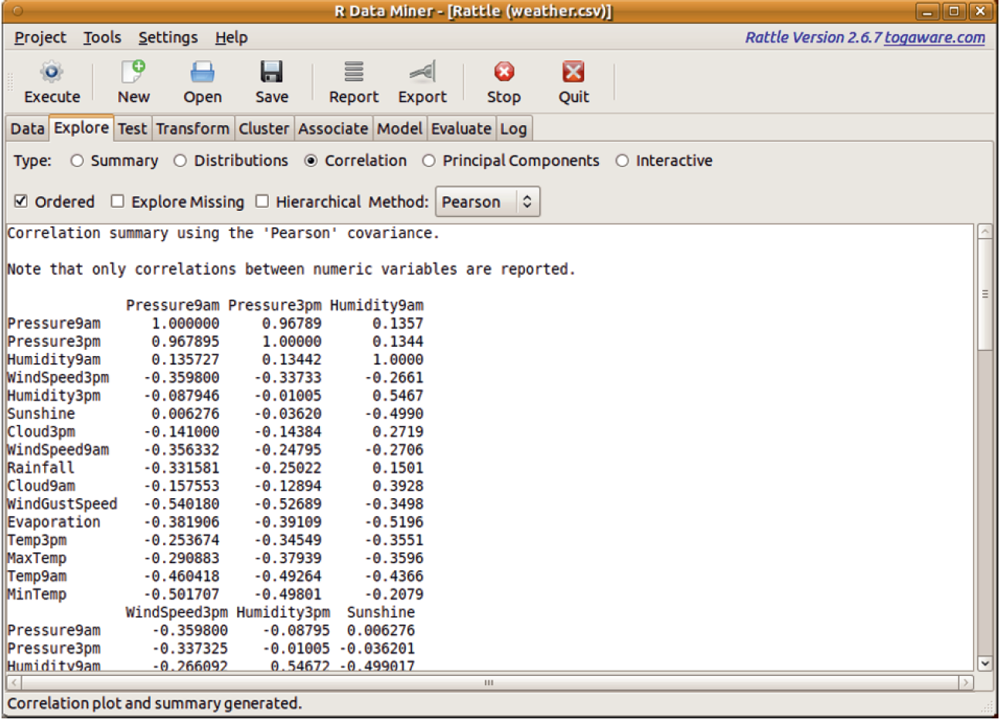 R Data Miner - [Rattle (weather.csv)]
Project Tools Settings Help Rattle Version 2.6.7 togaware.com
Execute New Open Save Report Export Stop Quit
Data Explore Test Transform Cluster Associate Model Evaluate Log
Type: Summary Distributions Correlation Principal Components Interactive
Ordered Explore Missing Hierarchical Method: Pearson
Correlation summary using the 'Pearson' covariance.
Note that only correlations between numeric variables are reported.
Pressure9am Pressure3pm Humidity9am
Pressure9am 1.000000 0.96789 0.1357
Pressure3pm 0.967895 1.00000 0.1344
Humidity9am 0.135727 0.13442 1.0000
WindSpeed3pm -0.359800 -0.33733 -0.2661
Humidity3pm -0.087946 -0.01005 0.5467
Sunshine 0.006276 -0.03620 -0.4990
Cloud3pm -0.141000 -0.14384 0.2719
WindSpeed9am -0.356332 -0.24795 -0.2706
Rainfall -0.331581 -0.25022 0.1501
Cloud9am -0.157553 -0.12894 0.3928
WindGustSpeed -0.540180 -0.52689 -0.3498
Evaporation -0.381906 -0.39109 -0.5196
Temp3pm -0.253674 -0.34549 -0.3551
MaxTemp -0.290883 -0.37939 -0.3596
Temp9am -0.460418 -0.49264 -0.4366
MinTemp -0.501707 -0.49801 -0.2079
WindSpeed3pm Humidity3pm Sunshine
Pressure9am -0.359800 -0.08795 0.006276
Pressure3pm -0.337325 -0.01005 -0.036201
Humidity9am -0.266092 0.54672 -0.499017
Correlation plot and summary generated.